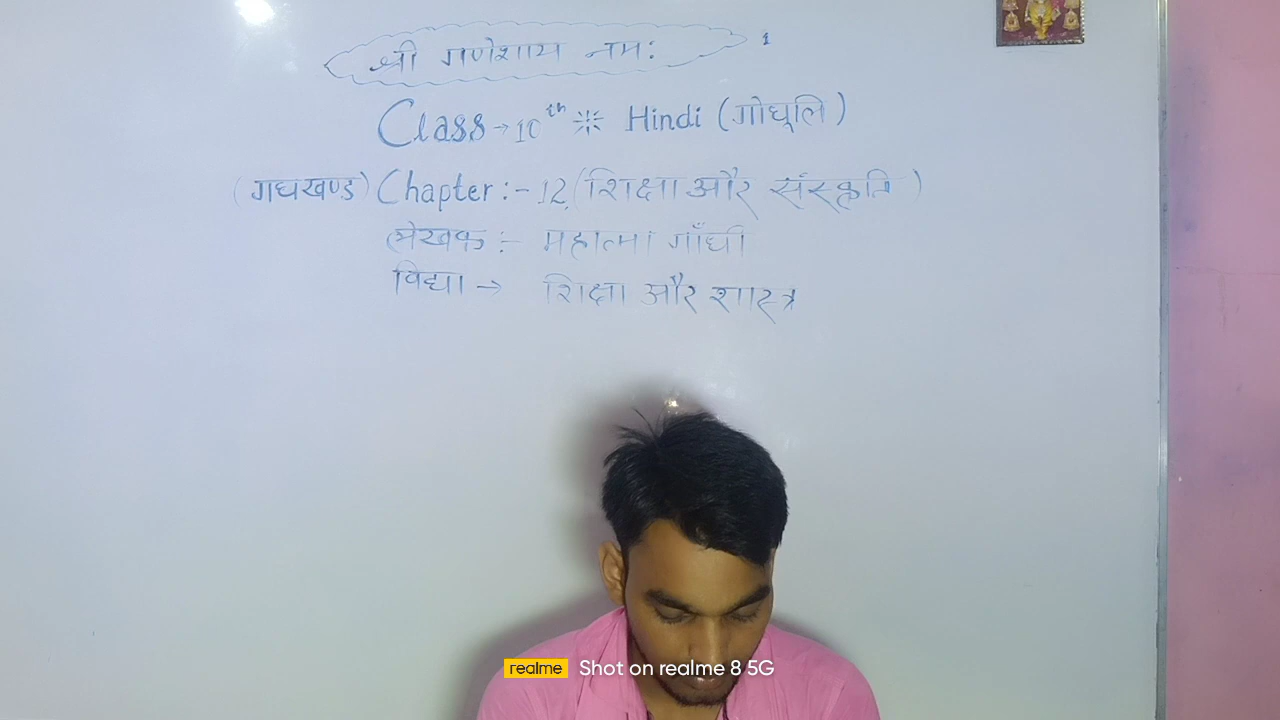 श्री गणेशाय नमः 1
Class → 10th Hindi (गोधूलि)
(गद्यखण्ड) Chapter :- 12, (शिक्षा और संस्कृति)
लेखक :- महात्मा गाँधी
विद्या → शिक्षा और शास्त्र
realme Shot on realme 8 5G